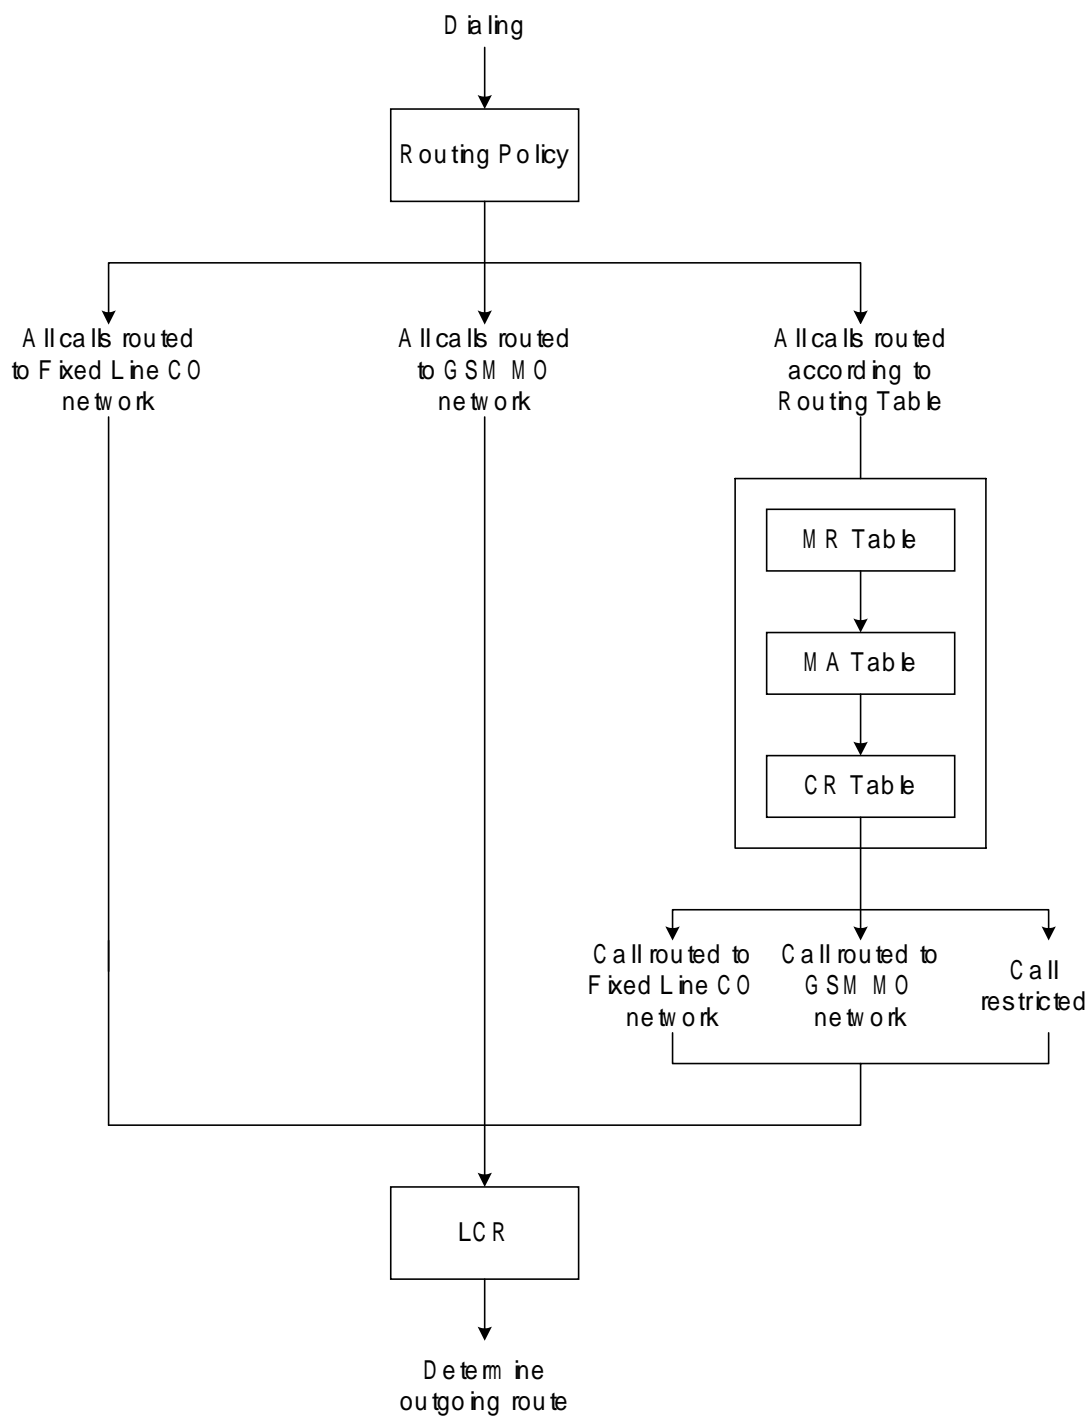 Dialing
Routing Policy
All calls routed
to Fixed Line CO
network
All calls routed
to GSM MO
network
All calls routed
according to
Routing Table
MR Table
MA Table
CR Table
Call routed to
Fixed Line CO
network
Call routed to
GSM MO
network
Call
restricted
LCR
Determine
outgoing route